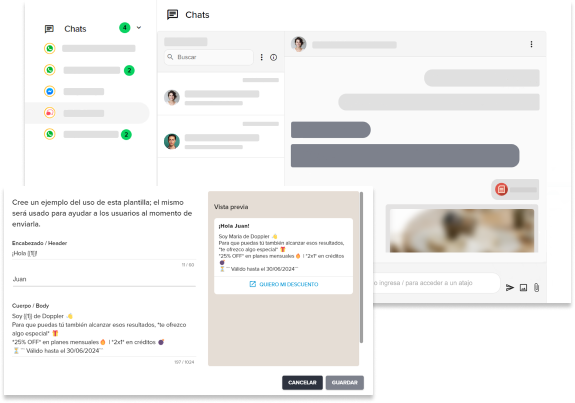 Chats
4
2
2
Chats
Buscar
o ingresa / para acceder a un atajo
Cree un ejemplo del uso de esta plantilla; el mismo
será usado para ayudar a los usuarios al momento de
enviarla.
Encabezado / Header
¡Hola {{1}}!
11 / 60
Juan
Cuerpo / Body
Soy {{1}} de Doppler 👋
Para que puedas tú también alcanzar esos resultados, *te ofrezco
algo especial* 🎁
*25% OFF* en planes mensuales 🔥 | *2x1* en créditos 💣
⏳```Válido hasta el 30/06/2024```
197 / 1024
Vista previa
¡Hola Juan!
Soy María de Doppler 👋
Para que puedas tú también alcanzar esos resultados,
*te ofrezco algo especial* 🎁
*25% OFF* en planes mensuales 🔥 | *2x1* en créditos
💣
⏳```Válido hasta el 30/06/2024```
QUIERO MI DESCUENTO
CANCELAR
GUARDAR